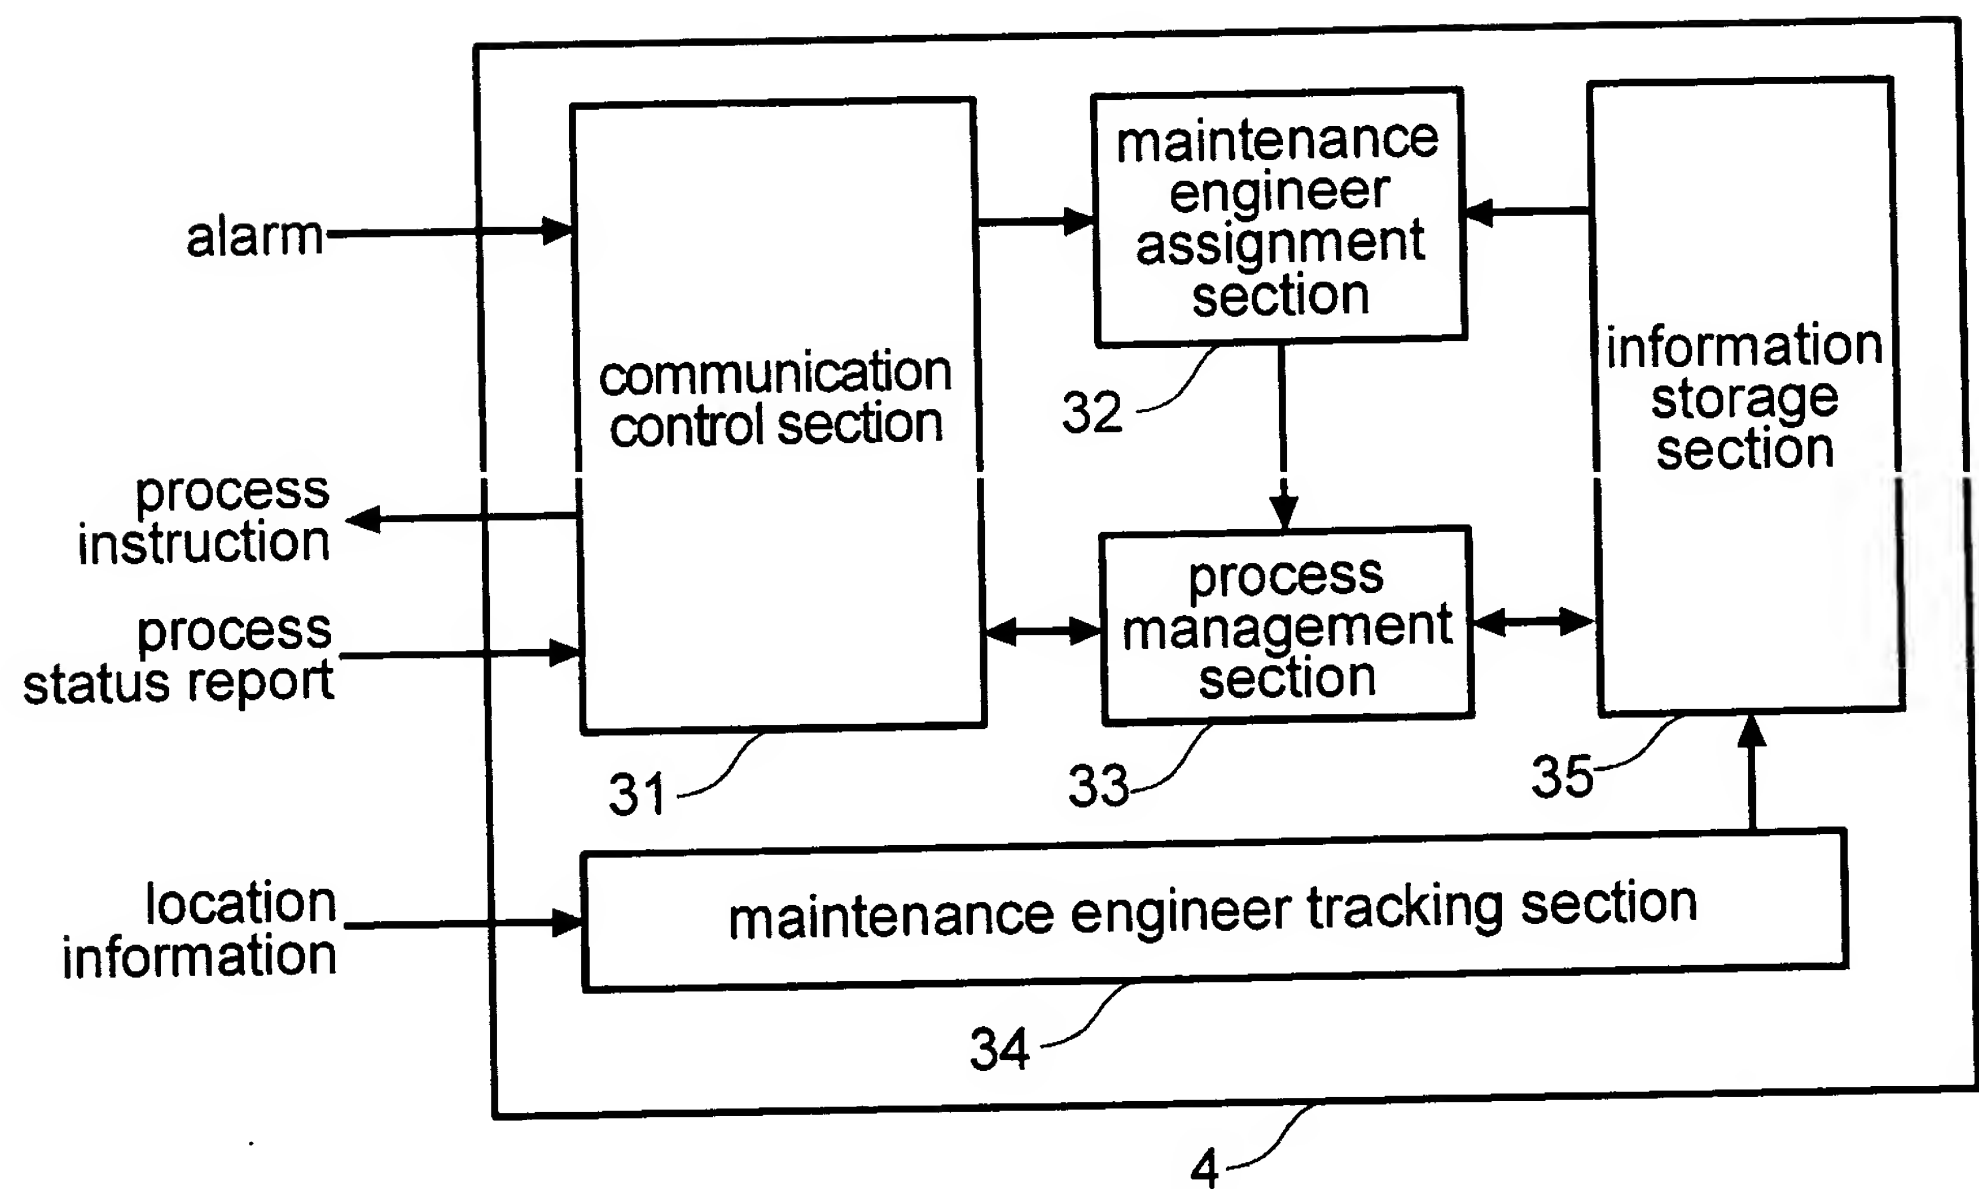 alarm
process
instruction
process
status report
location
information
communication
control section
31
maintenance
engineer
assignment
section
32
process
management
section
33
information
storage
section
35
maintenance engineer tracking section
34
4